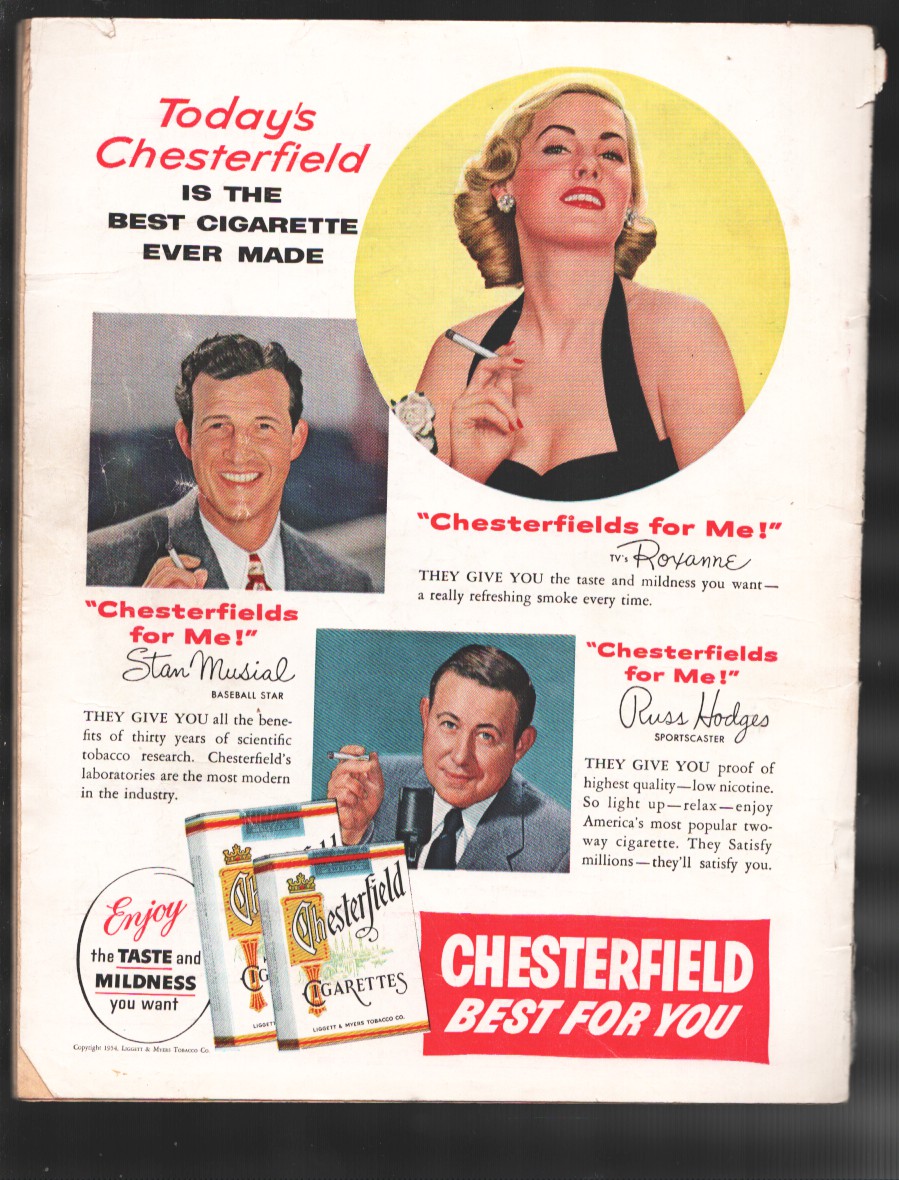 Today's
Chesterfield
IS THE
BEST CIGARETTE
EVER MADE
"Chesterfields for Me!"
TV's Roxanne
THEY GIVE YOU the taste and mildness you want—
a really refreshing smoke every time.
"Chesterfields
for Me!"
Stan Musial
BASEBALL STAR
THEY GIVE YOU all the bene-
fits of thirty years of scientific
tobacco research. Chesterfield's
laboratories are the most modern
in the industry.
"Chesterfields
for Me!"
Russ Hodges
SPORTSCASTER
THEY GIVE YOU proof of
highest quality—low nicotine.
So light up—relax—enjoy
America's most popular two-
way cigarette. They Satisfy
millions—they'll satisfy you.
Enjoy
the TASTE and
MILDNESS
you want
Ch
CIG
LIGGETT
Chesterfield
CIGARETTES
LIGGETT & MYERS TOBACCO CO.
CHESTERFIELD
BEST FOR YOU
Copyright 1954, LIGGETT & MYERS TOBACCO CO.